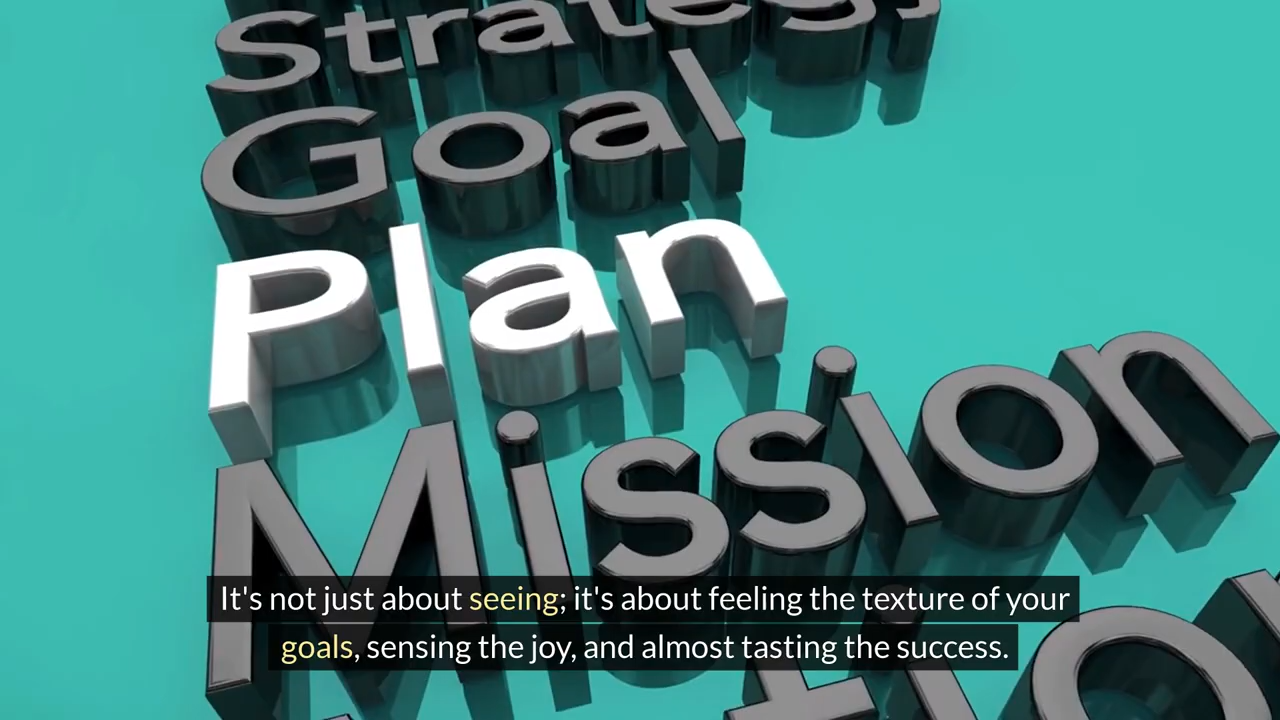 Strategy
Goal
Plan
Mission
It's not just about seeing; it's about feeling the texture of your
goals, sensing the joy, and almost tasting the success.